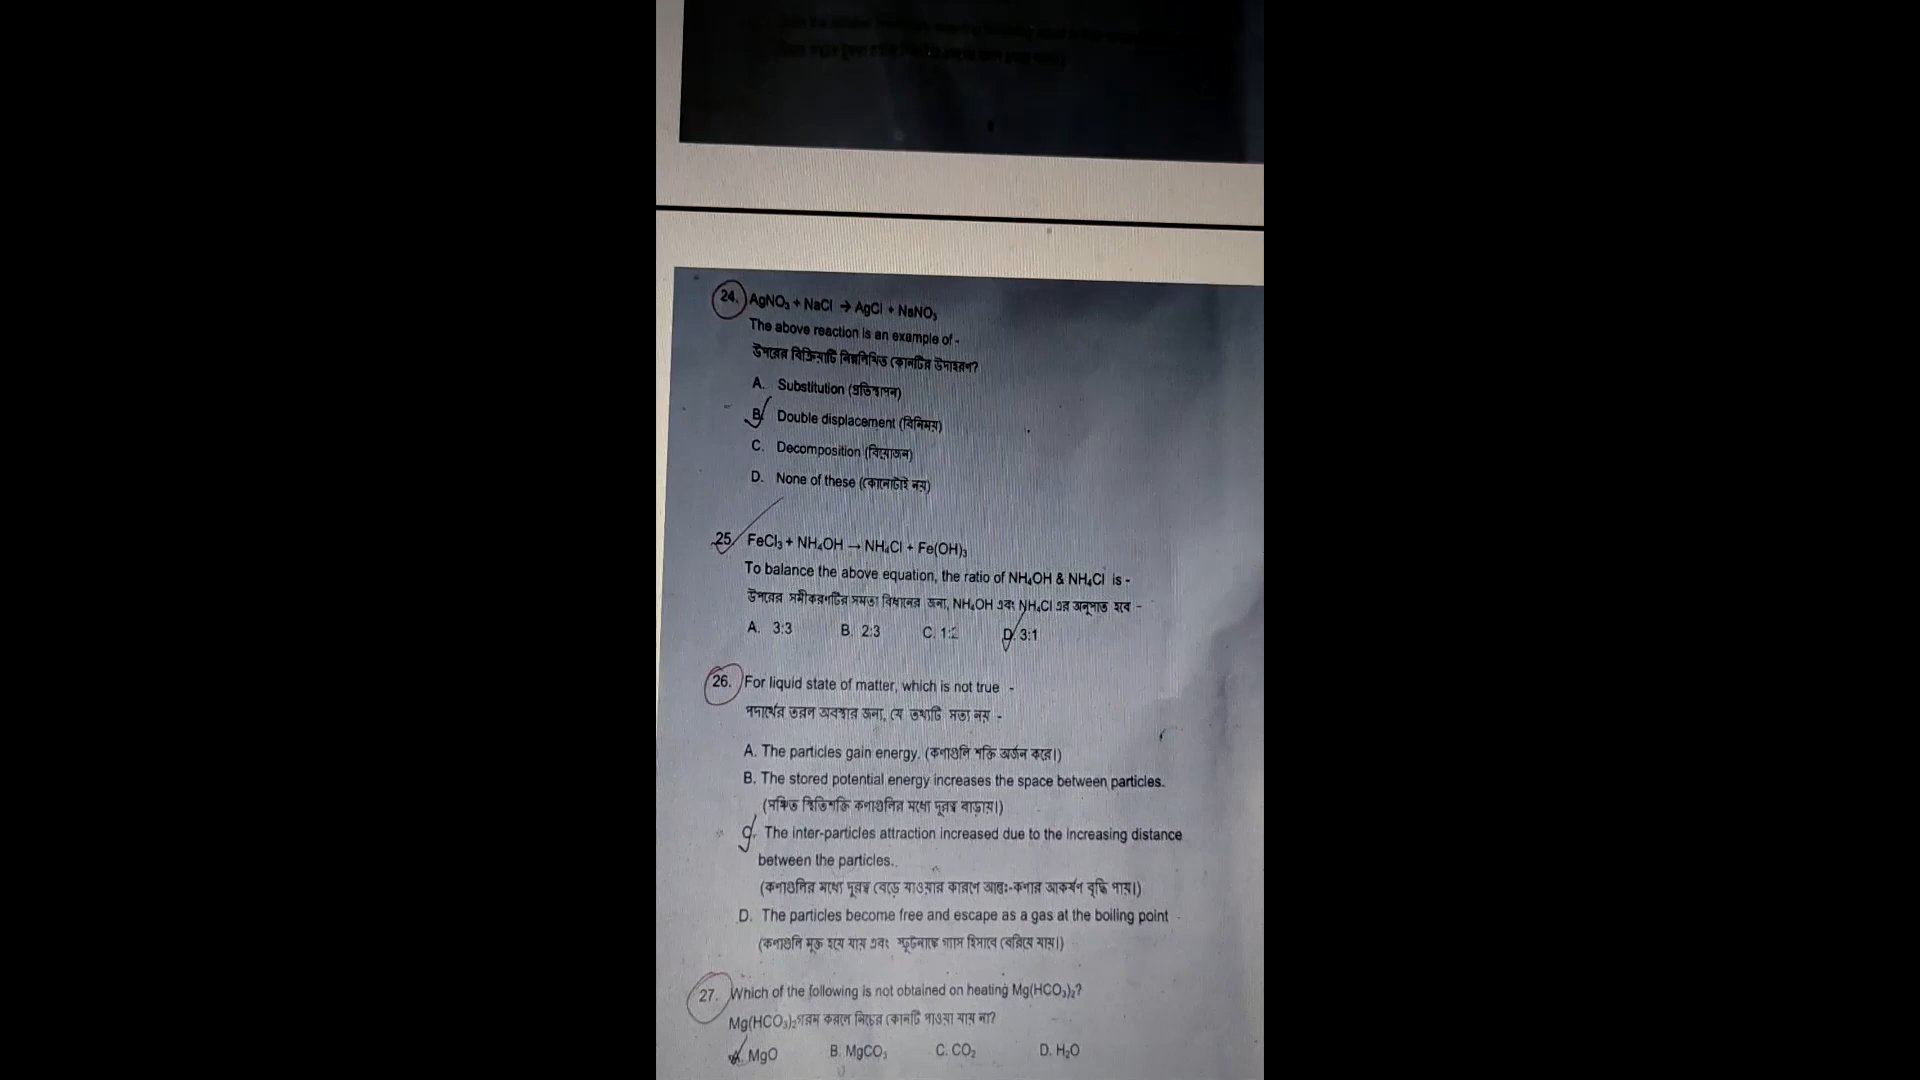 24. AgNO₃ + NaCl → AgCl + NaNO₃
The above reaction is an example of -
উপরের বিক্রিয়াটি নিম্নলিখিত কোনটির উদাহরণ?
A. Substitution (প্রতিস্থাপন)
B. Double displacement (বিনিময়)
C. Decomposition (বিয়োজন)
D. None of these (কোনোটাই নয়)
25. FeCl₃ + NH₄OH → NH₄Cl + Fe(OH)₃
To balance the above equation, the ratio of NH₄OH & NH₄Cl is -
উপরের সমীকরণটির সমতা বিধানের জন্য, NH₄OH এবং NH₄Cl এর অনুপাত হবে -
A. 3:3 B. 2:3 C. 1:2 D. 3:1
26. For liquid state of matter, which is not true -
পদার্থের তরল অবস্থার জন্য, যে তথ্যটি সত্য নয় -
A. The particles gain energy. (কণাগুলি শক্তি অর্জন করে।)
B. The stored potential energy increases the space between particles.
(সঞ্চিত স্থিতিশক্তি কণাগুলির মধ্যে দূরত্ব বাড়ায়।)
C. The inter-particles attraction increased due to the increasing distance
between the particles.
(কণাগুলির মধ্যে দূরত্ব বেড়ে যাওয়ার কারণে আন্তঃ-কণার আকর্ষণ বৃদ্ধি পায়।)
D. The particles become free and escape as a gas at the boiling point
(কণাগুলি মুক্ত হয়ে যায় এবং স্ফুটনাঙ্কে গ্যাস হিসাবে বেরিয়ে যায়।)
27. Which of the following is not obtained on heating Mg(HCO₃)₂?
Mg(HCO₃)₂গরম করলে নিচের কোনটি পাওয়া যায় না?
A. MgO B. MgCO₃ C. CO₂ D. H₂O